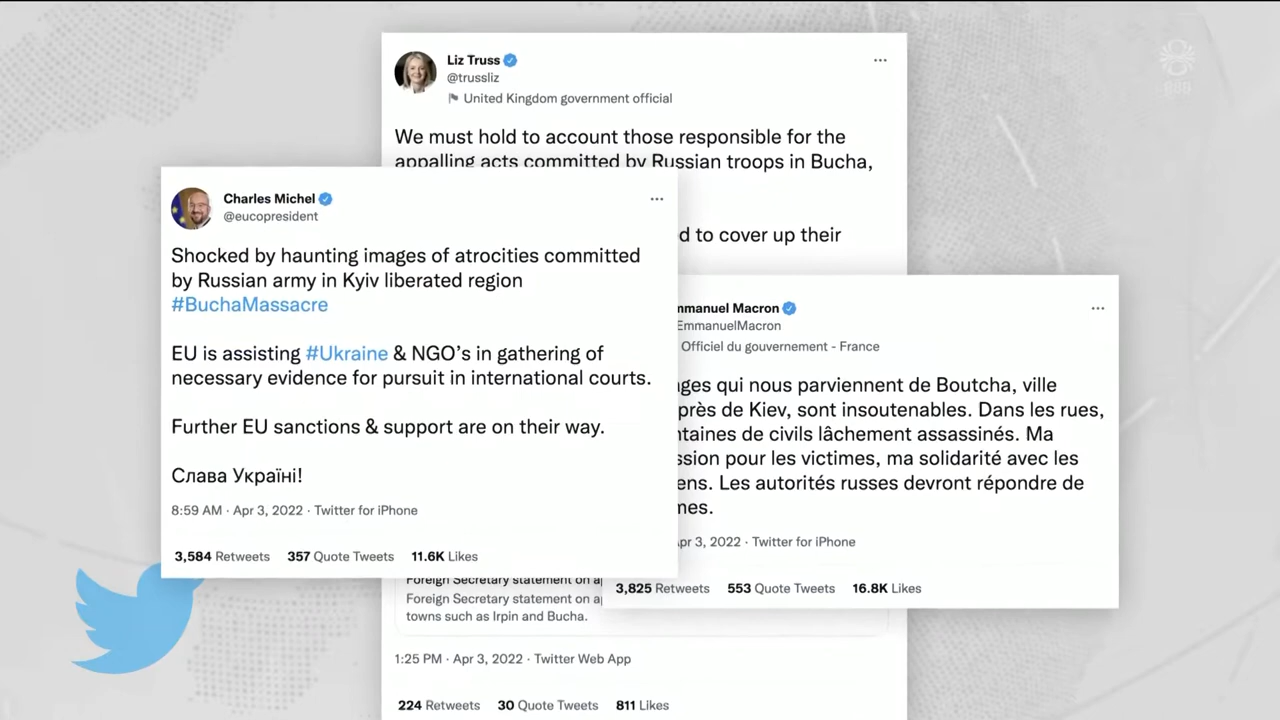 Liz Truss
@trussliz
United Kingdom government official
We must hold to account those responsible for the
appalling acts committed by Russian troops in Bucha,
d to cover up their
Charles Michel
@eucopresident
Shocked by haunting images of atrocities committed
by Russian army in Kyiv liberated region
#BuchaMassacre
EU is assisting #Ukraine & NGO’s in gathering of
necessary evidence for pursuit in international courts.
Further EU sanctions & support are on their way.
Слава Україні!
8:59 AM · Apr 3, 2022 · Twitter for iPhone
3,584 Retweets 357 Quote Tweets 11.6K Likes
mmanuel Macron
EmmanuelMacron
Officiel du gouvernement - France
ges qui nous parviennent de Boutcha, ville
près de Kiev, sont insoutenables. Dans les rues,
ntaines de civils lâchement assassinés. Ma
ssion pour les victimes, ma solidarité avec les
ens. Les autorités russes devront répondre de
mes.
Apr 3, 2022 · Twitter for iPhone
3,825 Retweets 553 Quote Tweets 16.8K Likes
Foreign Secretary statement on a
Foreign Secretary statement on a
towns such as Irpin and Bucha.
1:25 PM · Apr 3, 2022 · Twitter Web App
224 Retweets 30 Quote Tweets 811 Likes